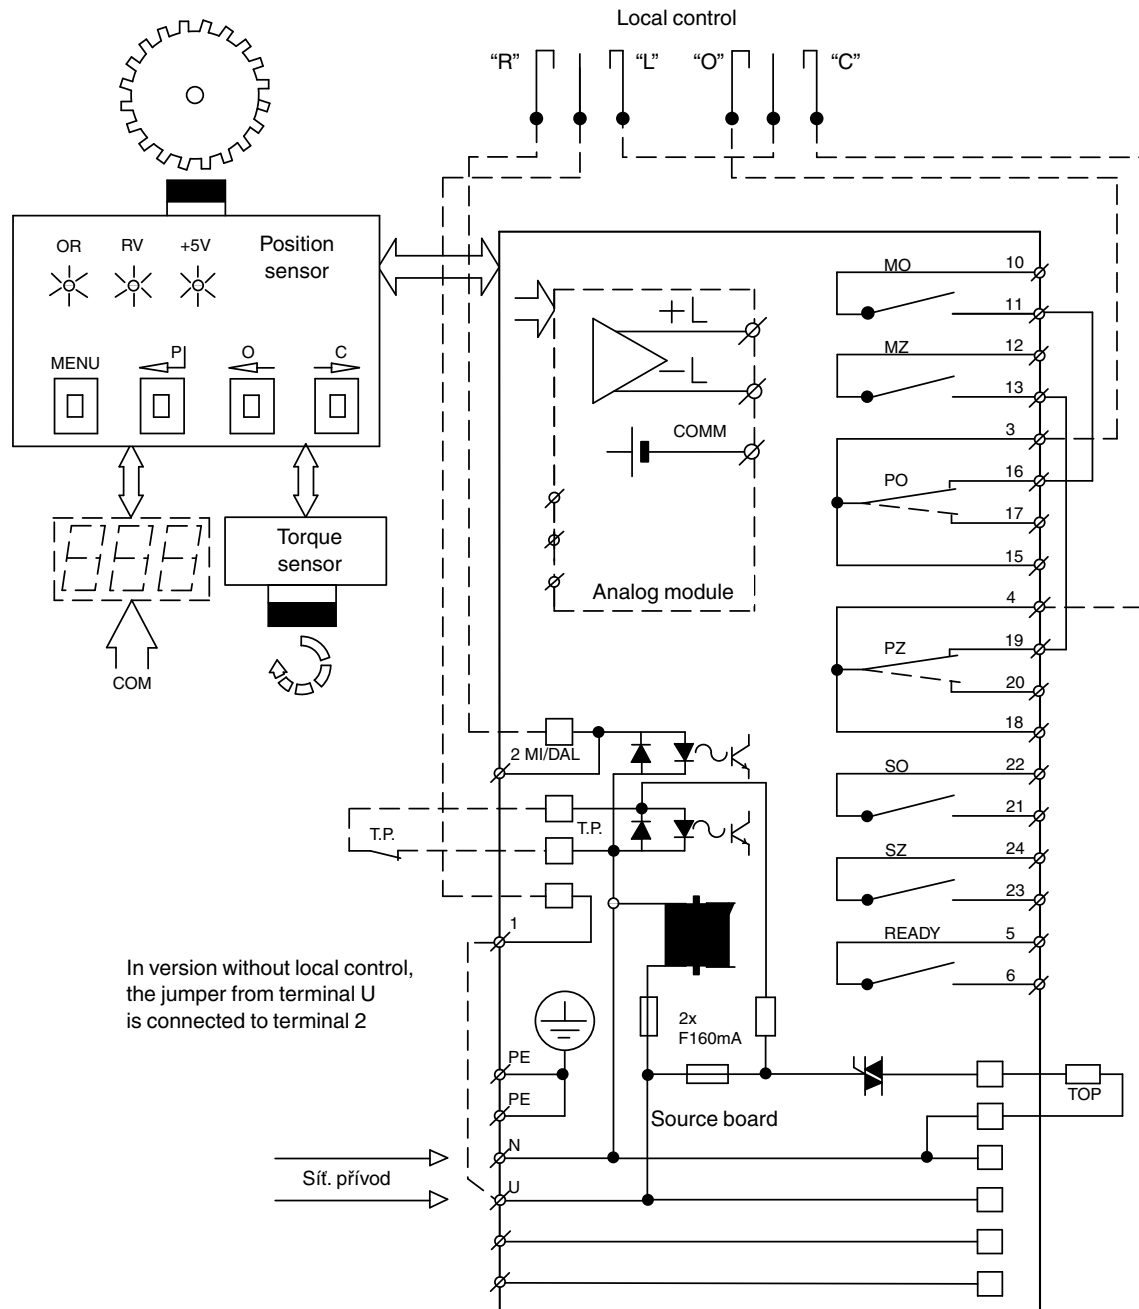 Local control
“R”
“L”
“O”
“C”
OR
RV
+5V
Position
sensor
MENU
P
O
C
Torque
sensor
COM
+L
−L
COMM
Analog module
MO
10
11
MZ
12
13
3
PO
16
17
15
4
PZ
19
20
18
SO
22
21
SZ
24
23
READY
5
6
2 MI/DAL
T.P.
T.P.
1
In version without local control,
the jumper from terminal U
is connected to terminal 2
2x
F160mA
PE
PE
TOP
Source board
N
Síť. přívod
U